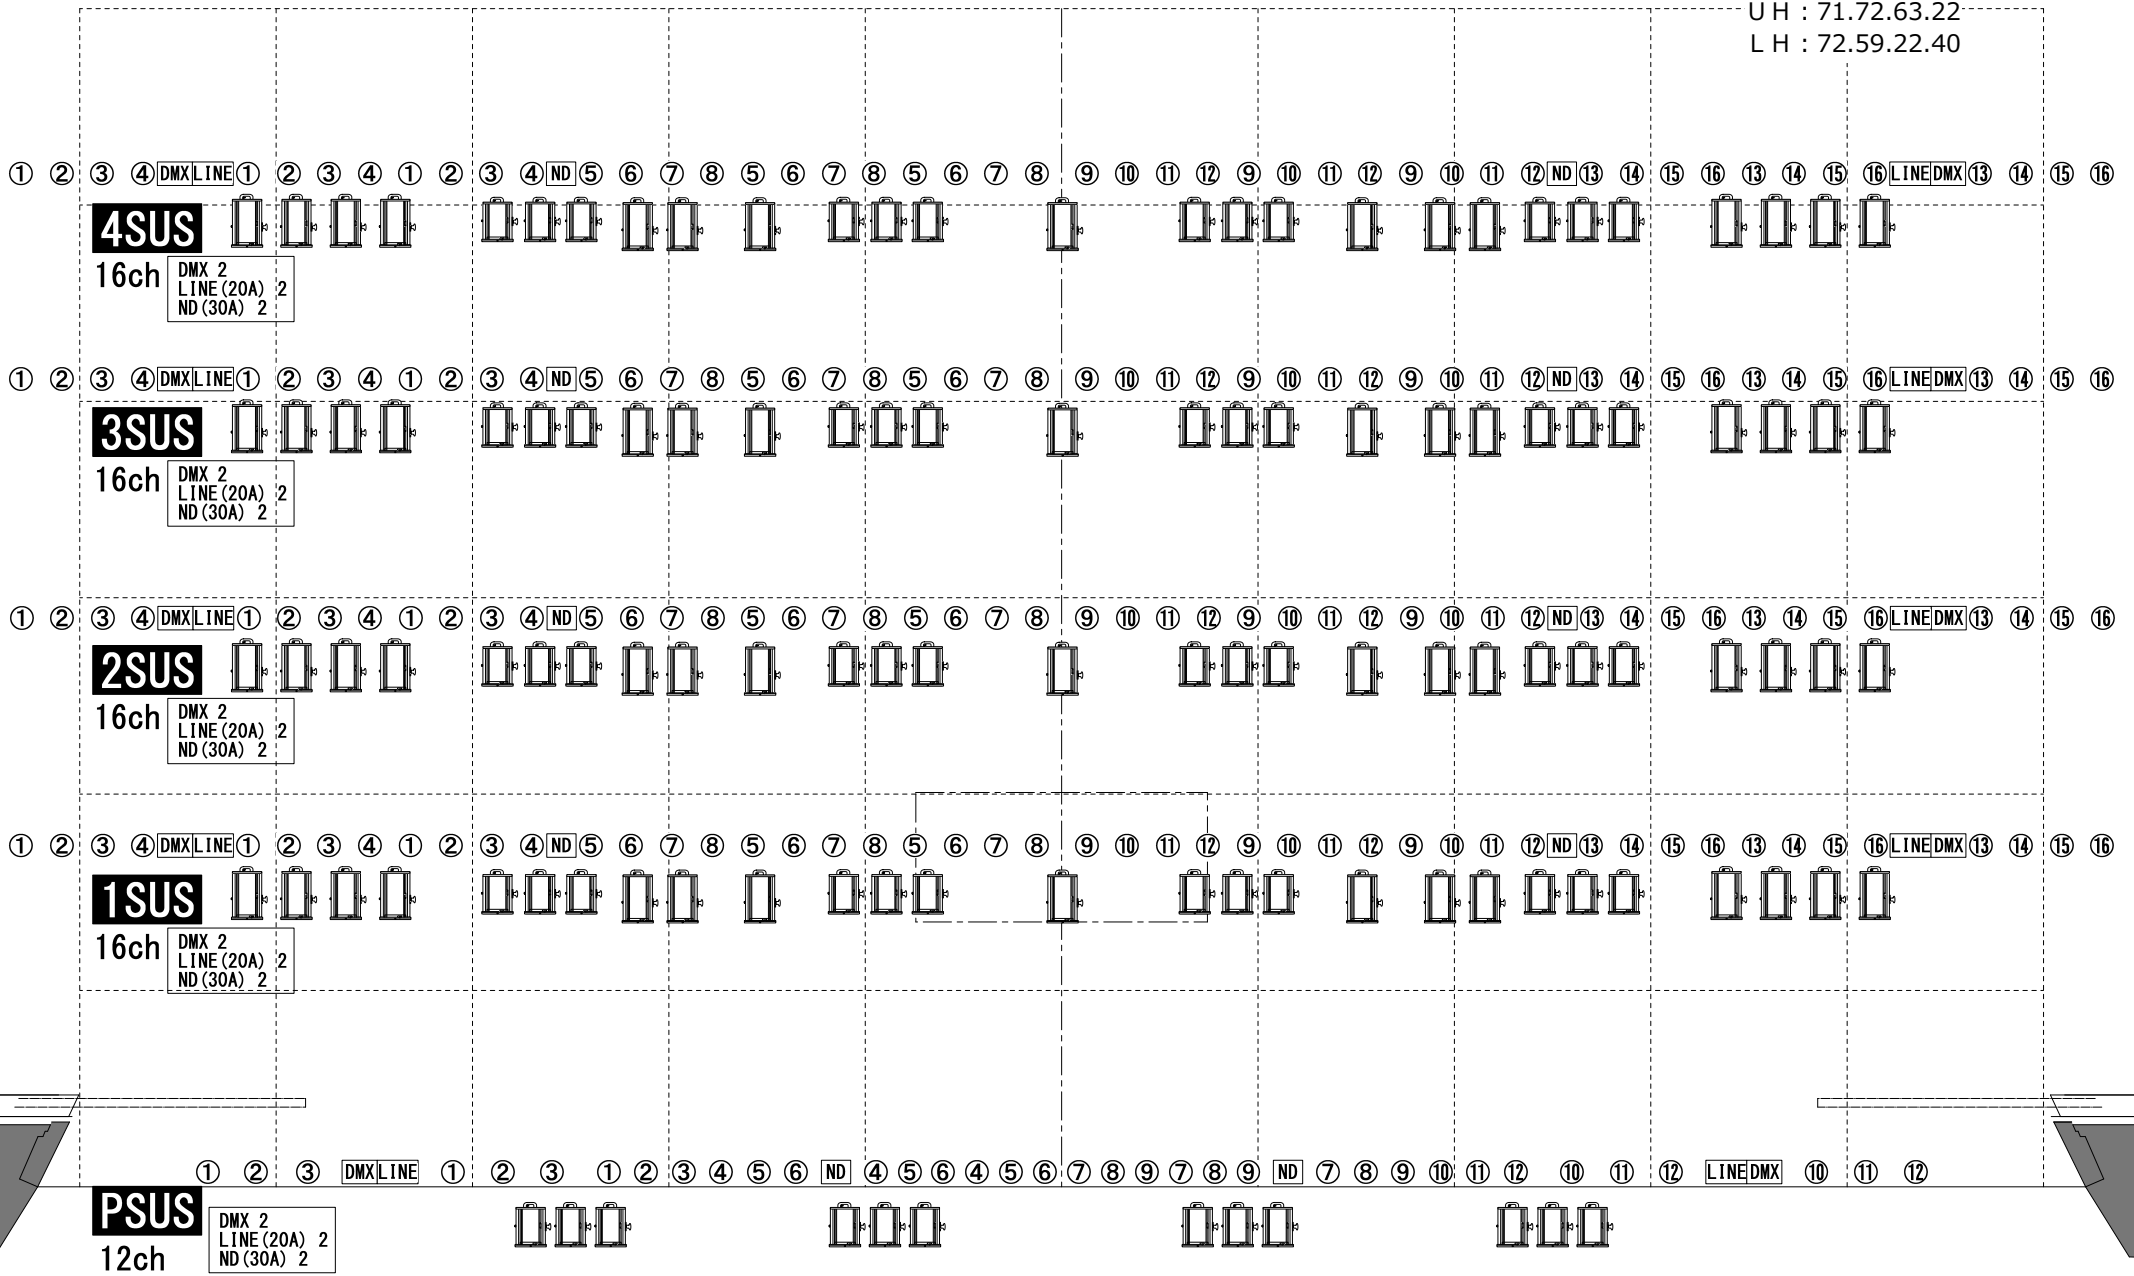 UH：71.72.63.22
LH：72.59.22.40
① ② ③ ④ DMX LINE ① ② ③ ④ ① ② ③ ④ ND ⑤ ⑥ ⑦ ⑧ ⑤ ⑥ ⑦ ⑧ ⑤ ⑥ ⑦ ⑧ ⑨ ⑩ ⑪ ⑫ ⑨ ⑩ ⑪ ⑫ ⑨ ⑩ ⑪ ⑫ ND ⑬ ⑭ ⑮ ⑯ ⑬ ⑭ ⑮ ⑯ LINE DMX ⑬ ⑭ ⑮ ⑯
4SUS
16ch
DMX 2
LINE(20A) 2
ND(30A) 2
① ② ③ ④ DMX LINE ① ② ③ ④ ① ② ③ ④ ND ⑤ ⑥ ⑦ ⑧ ⑤ ⑥ ⑦ ⑧ ⑤ ⑥ ⑦ ⑧ ⑨ ⑩ ⑪ ⑫ ⑨ ⑩ ⑪ ⑫ ⑨ ⑩ ⑪ ⑫ ND ⑬ ⑭ ⑮ ⑯ ⑬ ⑭ ⑮ ⑯ LINE DMX ⑬ ⑭ ⑮ ⑯
3SUS
16ch
DMX 2
LINE(20A) 2
ND(30A) 2
① ② ③ ④ DMX LINE ① ② ③ ④ ① ② ③ ④ ND ⑤ ⑥ ⑦ ⑧ ⑤ ⑥ ⑦ ⑧ ⑤ ⑥ ⑦ ⑧ ⑨ ⑩ ⑪ ⑫ ⑨ ⑩ ⑪ ⑫ ⑨ ⑩ ⑪ ⑫ ND ⑬ ⑭ ⑮ ⑯ ⑬ ⑭ ⑮ ⑯ LINE DMX ⑬ ⑭ ⑮ ⑯
2SUS
16ch
DMX 2
LINE(20A) 2
ND(30A) 2
① ② ③ ④ DMX LINE ① ② ③ ④ ① ② ③ ④ ND ⑤ ⑥ ⑦ ⑧ ⑤ ⑥ ⑦ ⑧ ⑤ ⑥ ⑦ ⑧ ⑨ ⑩ ⑪ ⑫ ⑨ ⑩ ⑪ ⑫ ⑨ ⑩ ⑪ ⑫ ND ⑬ ⑭ ⑮ ⑯ ⑬ ⑭ ⑮ ⑯ LINE DMX ⑬ ⑭ ⑮ ⑯
1SUS
16ch
DMX 2
LINE(20A) 2
ND(30A) 2
① ② ③ DMX LINE ① ② ③ ① ② ③ ④ ⑤ ⑥ ND ④ ⑤ ⑥ ④ ⑤ ⑥ ⑦ ⑧ ⑨ ⑦ ⑧ ⑨ ND ⑦ ⑧ ⑨ ⑩ ⑪ ⑫ ⑩ ⑪ ⑫ LINE DMX ⑩ ⑪ ⑫
PSUS
12ch
DMX 2
LINE(20A) 2
ND(30A) 2